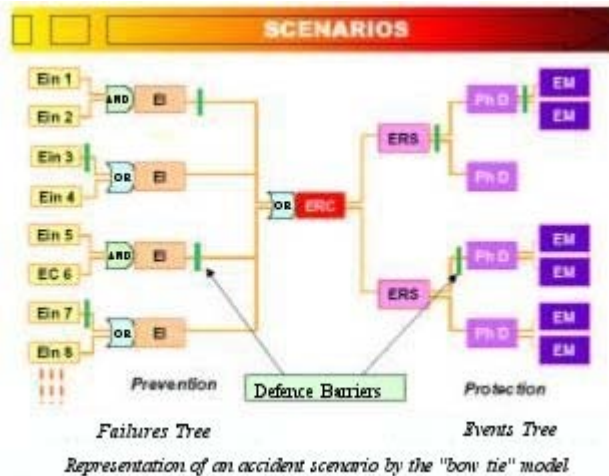 SCENARIOS
Ein 1
AND
EI
Ein 2
Ein 3
OR
EI
Ein 4
Ein 5
AND
EI
EC 6
Ein 7
OR
EI
Ein 8
OR
ERC
ERS
ERS
Ph D
EM
EM
Ph D
Ph D
EM
EM
Ph D
EM
EM
Prevention
Defence Barriers
Protection
Failures Tree
Events Tree
Representation of an accident scenario by the "bow tie" model